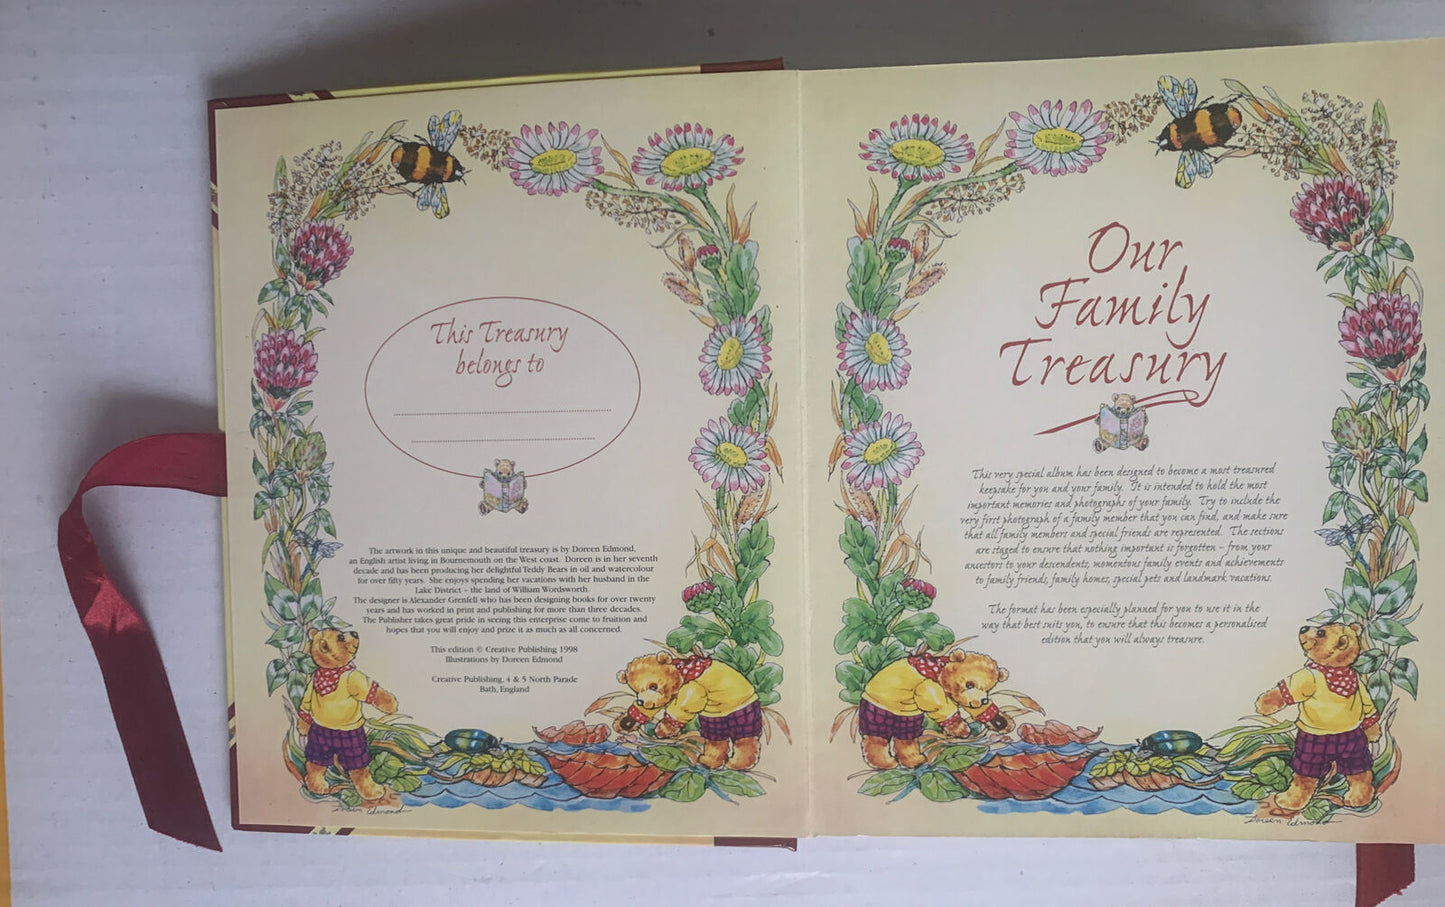 This Treasury
belongs to
The artwork in this unique and beautiful treasury is by Doreen Edmond,
an English artist living in Bournemouth on the West coast. Doreen is in her seventh
decade and has been producing her delightful Teddy Bears in oil and watercolour
for over fifty years. She enjoys spending her vacations with her husband in the
Lake District – the land of William Wordsworth.
The designer is Alexander Grenfell who has been designing books for over twenty
years and has worked in print and publishing for more than three decades.
The Publisher takes great pride in seeing this enterprise come to fruition and
hopes that you will enjoy and prize it as much as all concerned.
This edition © Creative Publishing 1998
Illustrations by Doreen Edmond
Creative Publishing, 4 & 5 North Parade
Bath, England
Doreen Edmond
Our
Family
Treasury
This very special album has been designed to become a most treasured
keepsake for you and your family. It is intended to hold the most
important memories and photographs of your family. Try to include the
very first photograph of a family member that you can find, and make sure
that all family members and special friends are represented. The sections
are staged to ensure that nothing important is forgotten – from your
ancestors to your descendents, momentous family events and achievements
to family friends, family homes, special pets and landmark vacations.
The format has been especially planned for you to use it in the
way that best suits you, to ensure that this becomes a personalised
edition that you will always treasure.
Doreen Edmond